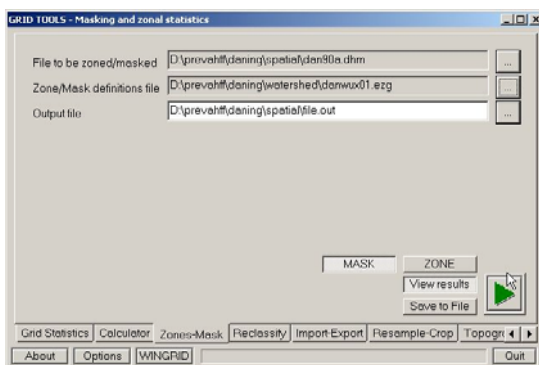 GRID TOOLS - Masking and zonal statistics
File to be zoned/masked D:\prevahff\daning\spatial\dan90a.dhm ...
Zone/Mask definitions file D:\prevahff\daning\watershed\danwux01.ezg ...
Output file D:\prevahff\daning\spatial\file.out ...
MASK ZONE
View results
Save to File
Grid Statistics Calculator Zones-Mask Reclassify Import-Export Resample-Crop Topogr
About Options WINGRID Quit